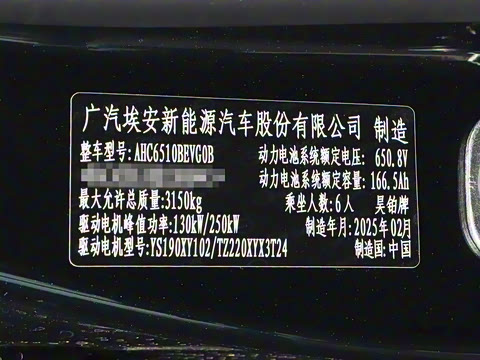 广汽埃安新能源汽车股份有限公司 制造
整车型号:AHC6510BEVG0B 动力电池系统额定电压: 650.8V
动力电池系统额定容量: 166.5Ah
最大允许总质量:3150kg 乘坐人数:6人 昊铂牌
驱动电机峰值功率:130kW/250kW 制造年月:2025年02月
驱动电机型号:YS190XY102/TZ220XYX3T24 制造国:中国